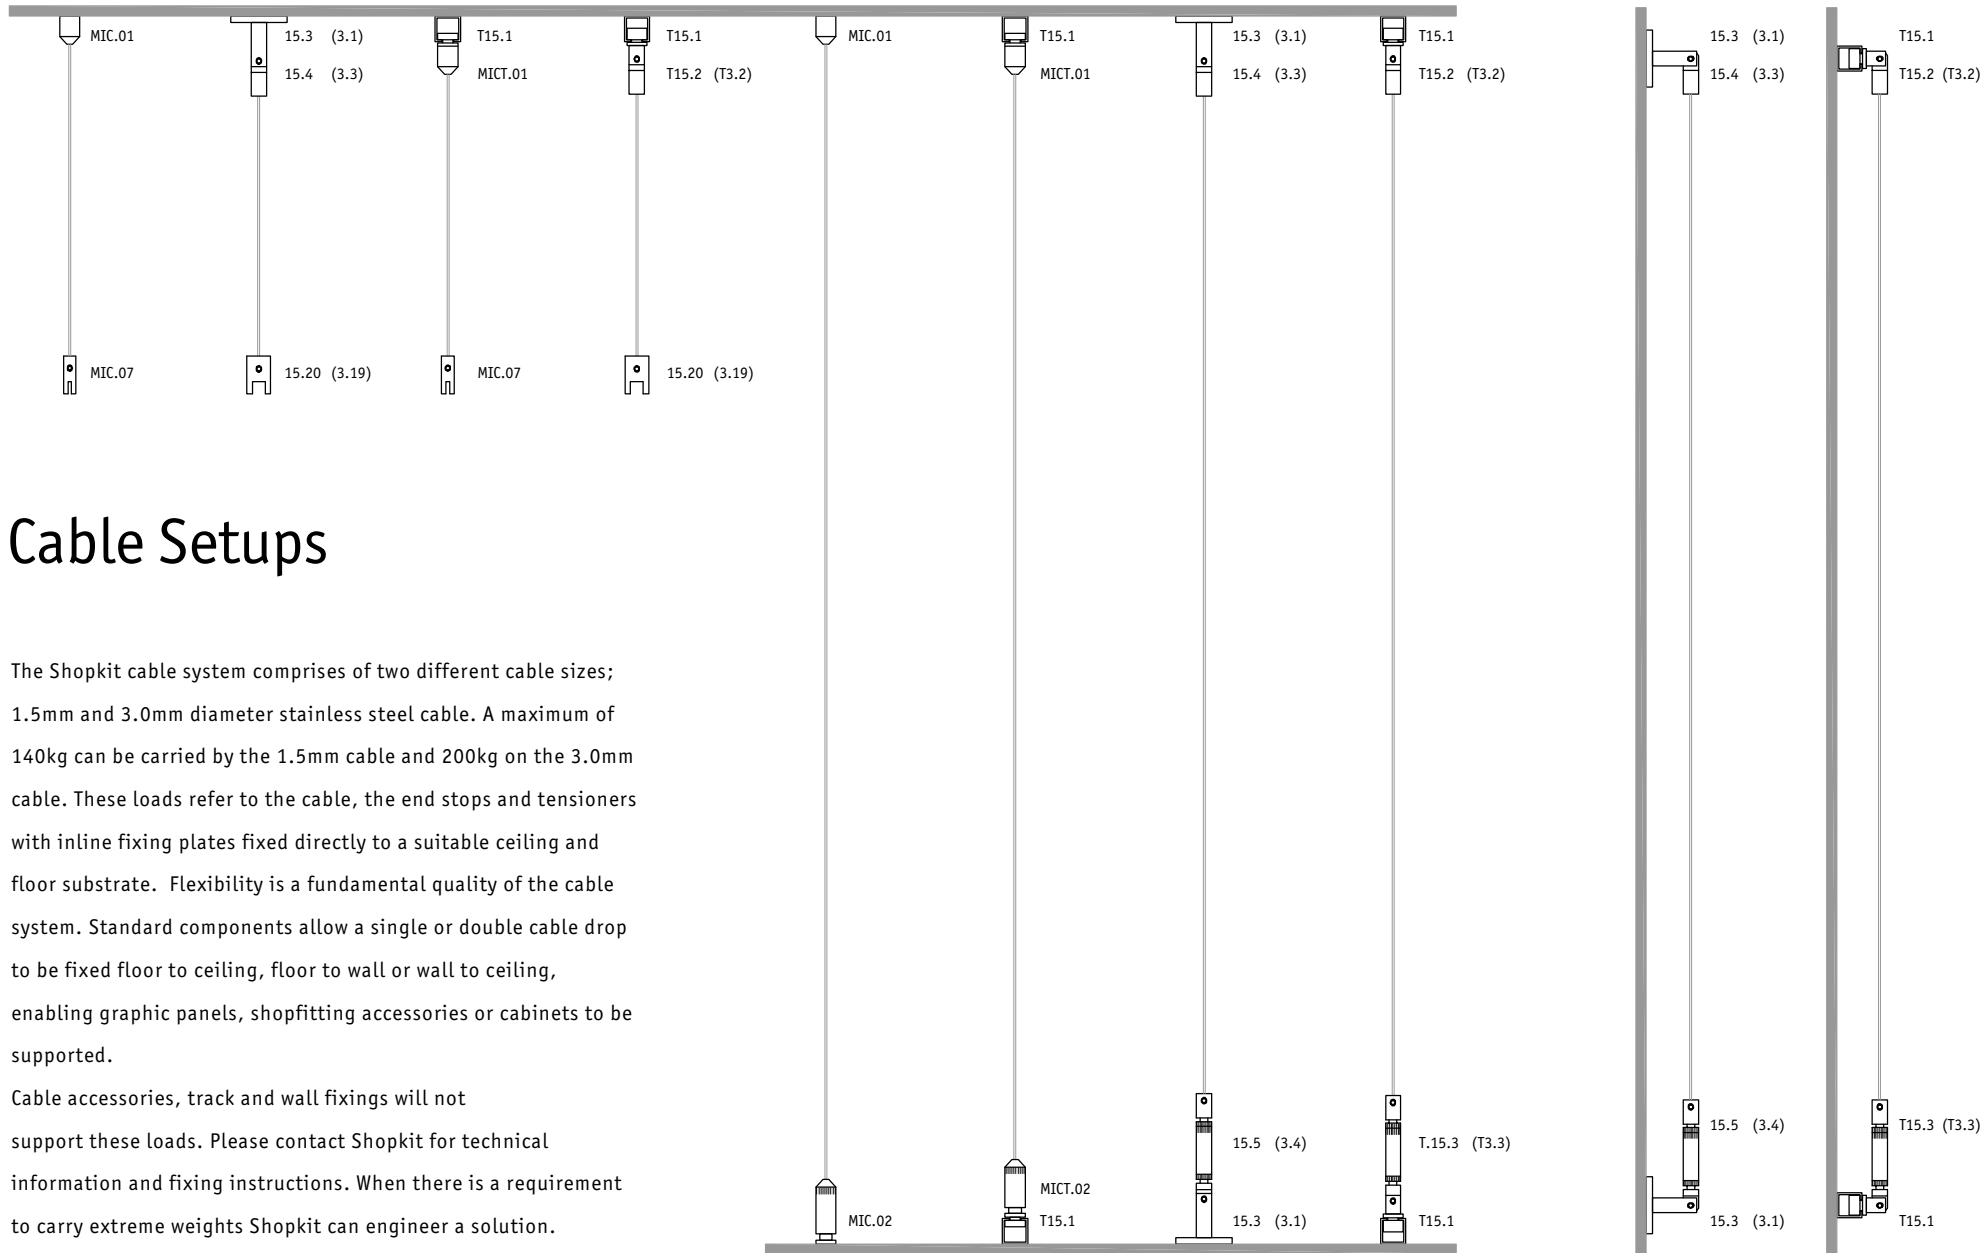 MIC.01 15.3 (3.1) T15.1 T15.1 MIC.01 T15.1 15.3 (3.1) T15.1 15.3 (3.1) T15.1
15.4 (3.3) MICT.01 T15.2 (T3.2) MICT.01 15.4 (3.3) T15.2 (T3.2) 15.4 (3.3) T15.2 (T3.2)
MIC.07 15.20 (3.19) MIC.07 15.20 (3.19)
Cable Setups
The Shopkit cable system comprises of two different cable sizes;
1.5mm and 3.0mm diameter stainless steel cable. A maximum of
140kg can be carried by the 1.5mm cable and 200kg on the 3.0mm
cable. These loads refer to the cable, the end stops and tensioners
with inline fixing plates fixed directly to a suitable ceiling and
floor substrate. Flexibility is a fundamental quality of the cable
system. Standard components allow a single or double cable drop
to be fixed floor to ceiling, floor to wall or wall to ceiling,
enabling graphic panels, shopfitting accessories or cabinets to be
supported.
Cable accessories, track and wall fixings will not
support these loads. Please contact Shopkit for technical
information and fixing instructions. When there is a requirement
to carry extreme weights Shopkit can engineer a solution.
15.5 (3.4) T.15.3 (T3.3) 15.5 (3.4) T15.3 (T3.3)
MICT.02
MIC.02 T15.1 15.3 (3.1) T15.1 15.3 (3.1) T15.1